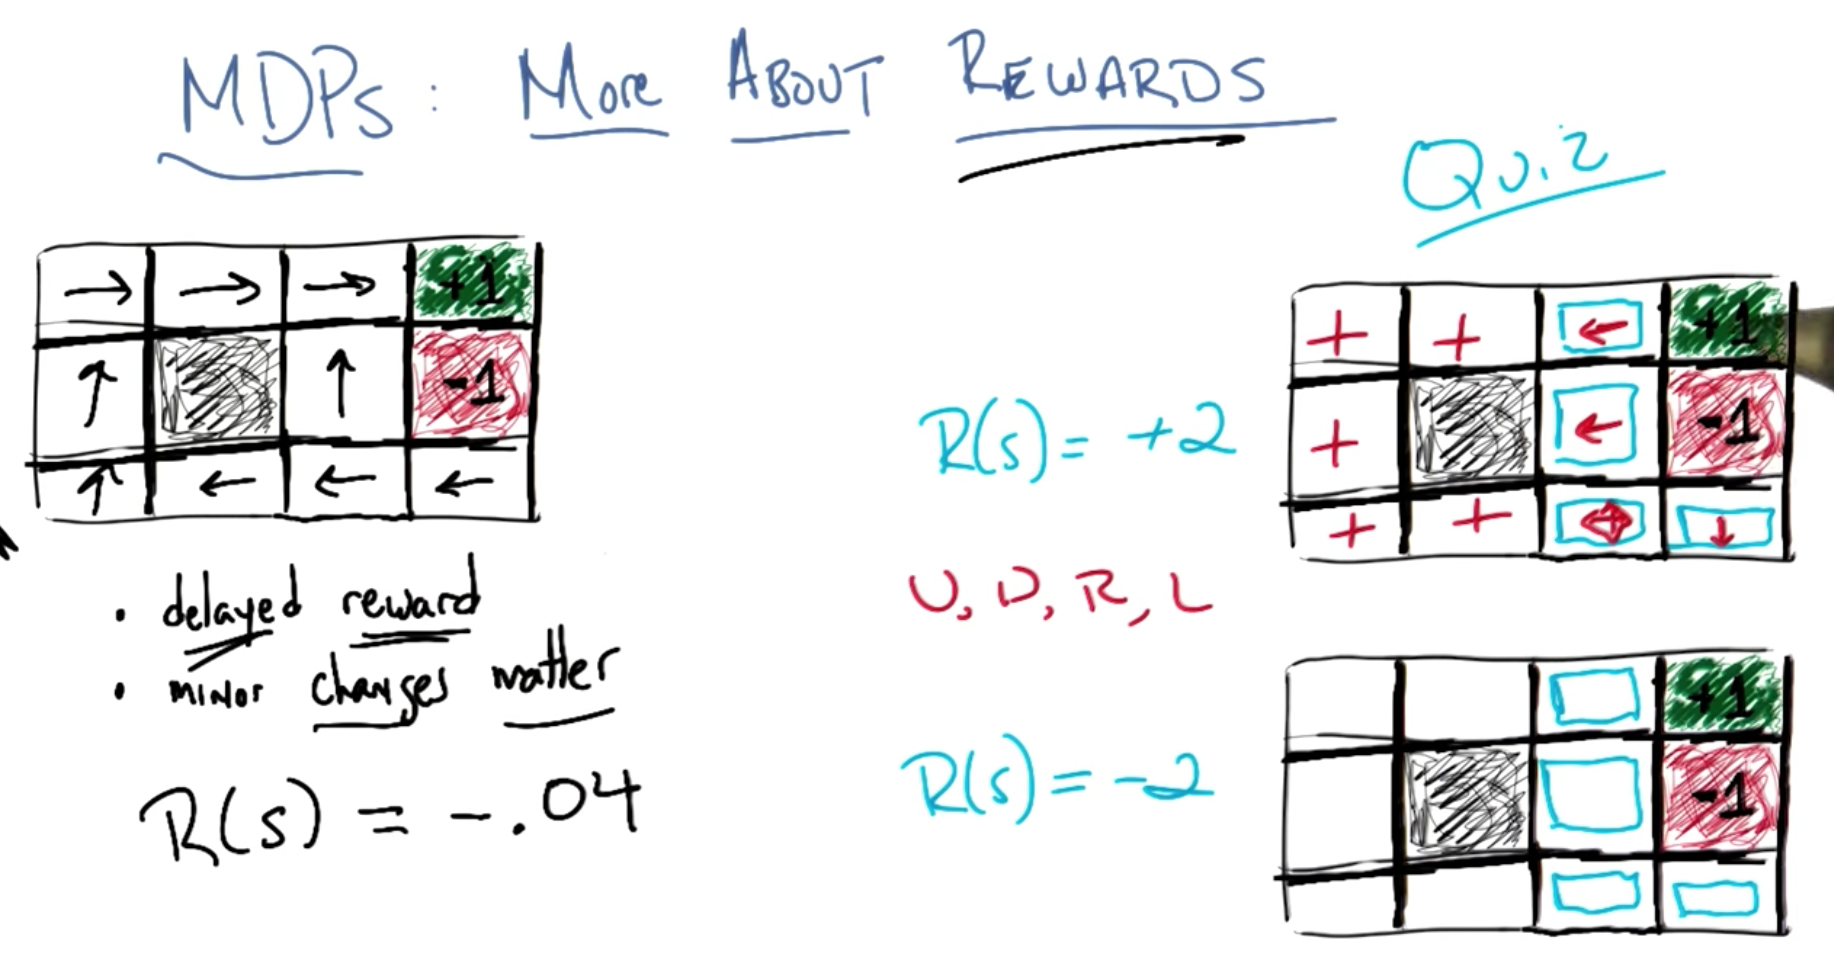 MDPs: More ABOUT REWARDS
Quiz
→ → → +1
↑ ↑ -1
↑ ← ← ←
• delayed reward
• minor changes matter
R(s) = -.04
R(s) = +2
U, D, R, L
R(s) = -2
+ + ← +1
+ ← -1
+ + ↓
+1
-1